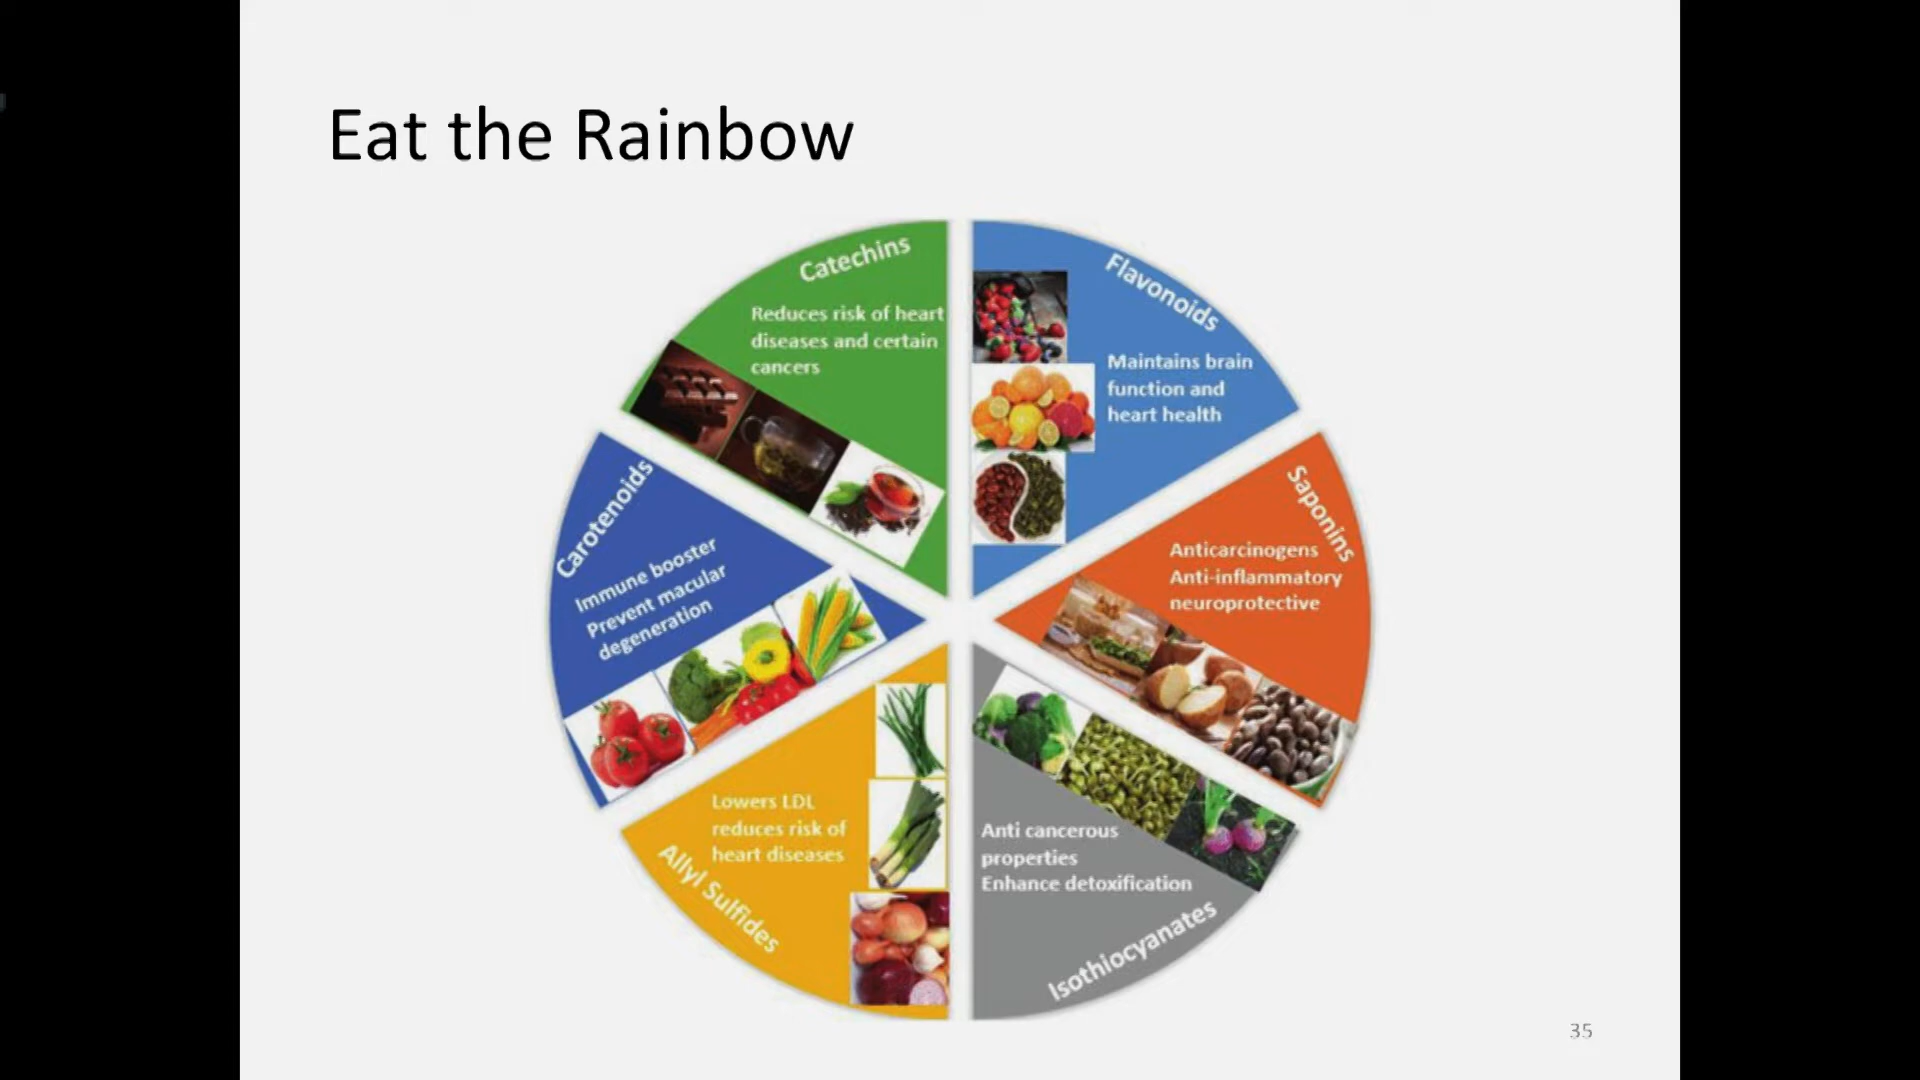 Eat the Rainbow
Catechins
Reduces risk of heart
diseases and certain
cancers
Flavonoids
Maintains brain
function and
heart health
Saponins
Anticarcinogens
Anti-inflammatory
neuroprotective
Isothiocyanates
Anti cancerous
properties
Enhance detoxification
Allyl Sulfides
Lowers LDL
reduces risk of
heart diseases
Carotenoids
Immune booster
Prevent macular
degeneration
35